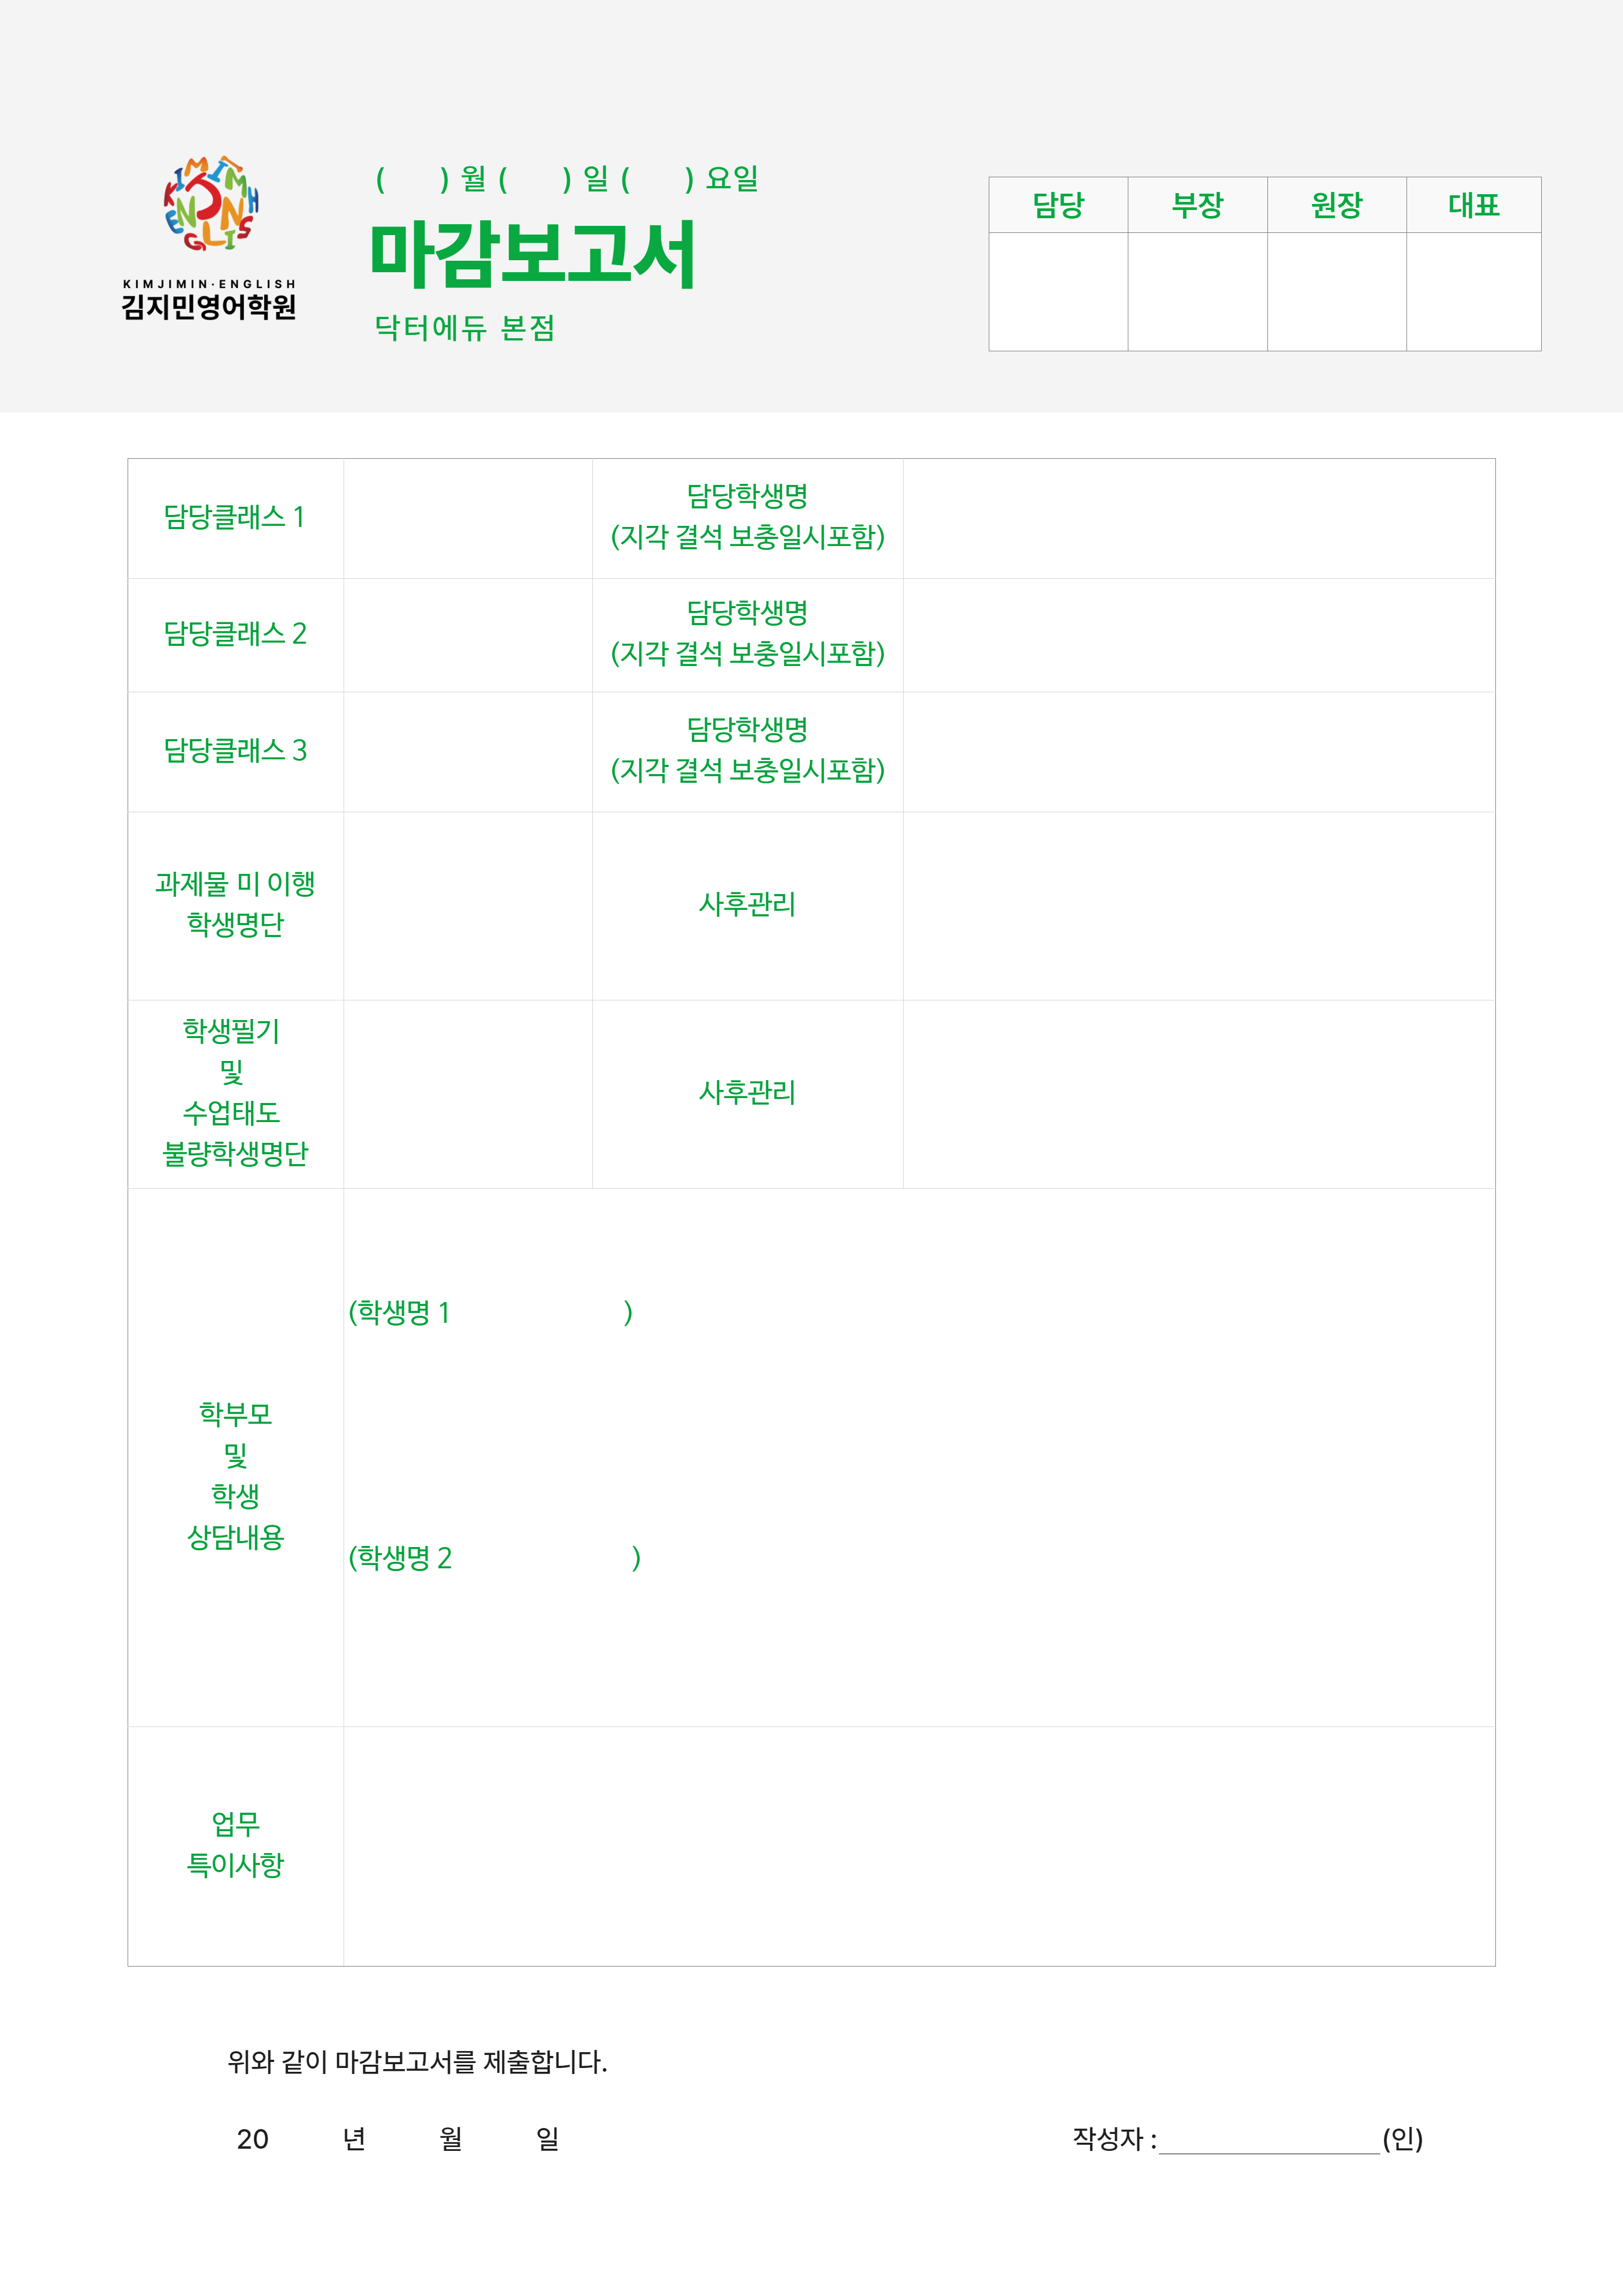 KIMJIMIN ENGLISH
KIMJIMIN·ENGLISH
김지민영어학원
(      ) 월 (      ) 일 (      ) 요일
마감보고서
닥터에듀 본점
담당 부장 원장 대표
담당클래스 1
담당학생명
(지각 결석 보충일시포함)
담당클래스 2
담당학생명
(지각 결석 보충일시포함)
담당클래스 3
담당학생명
(지각 결석 보충일시포함)
과제물 미 이행
학생명단
사후관리
학생필기
및
수업태도
불량학생명단
사후관리
학부모
및
학생
상담내용
(학생명 1                    )
(학생명 2                    )
업무
특이사항
위와 같이 마감보고서를 제출합니다.
20        년        월        일
작성자 :________________(인)